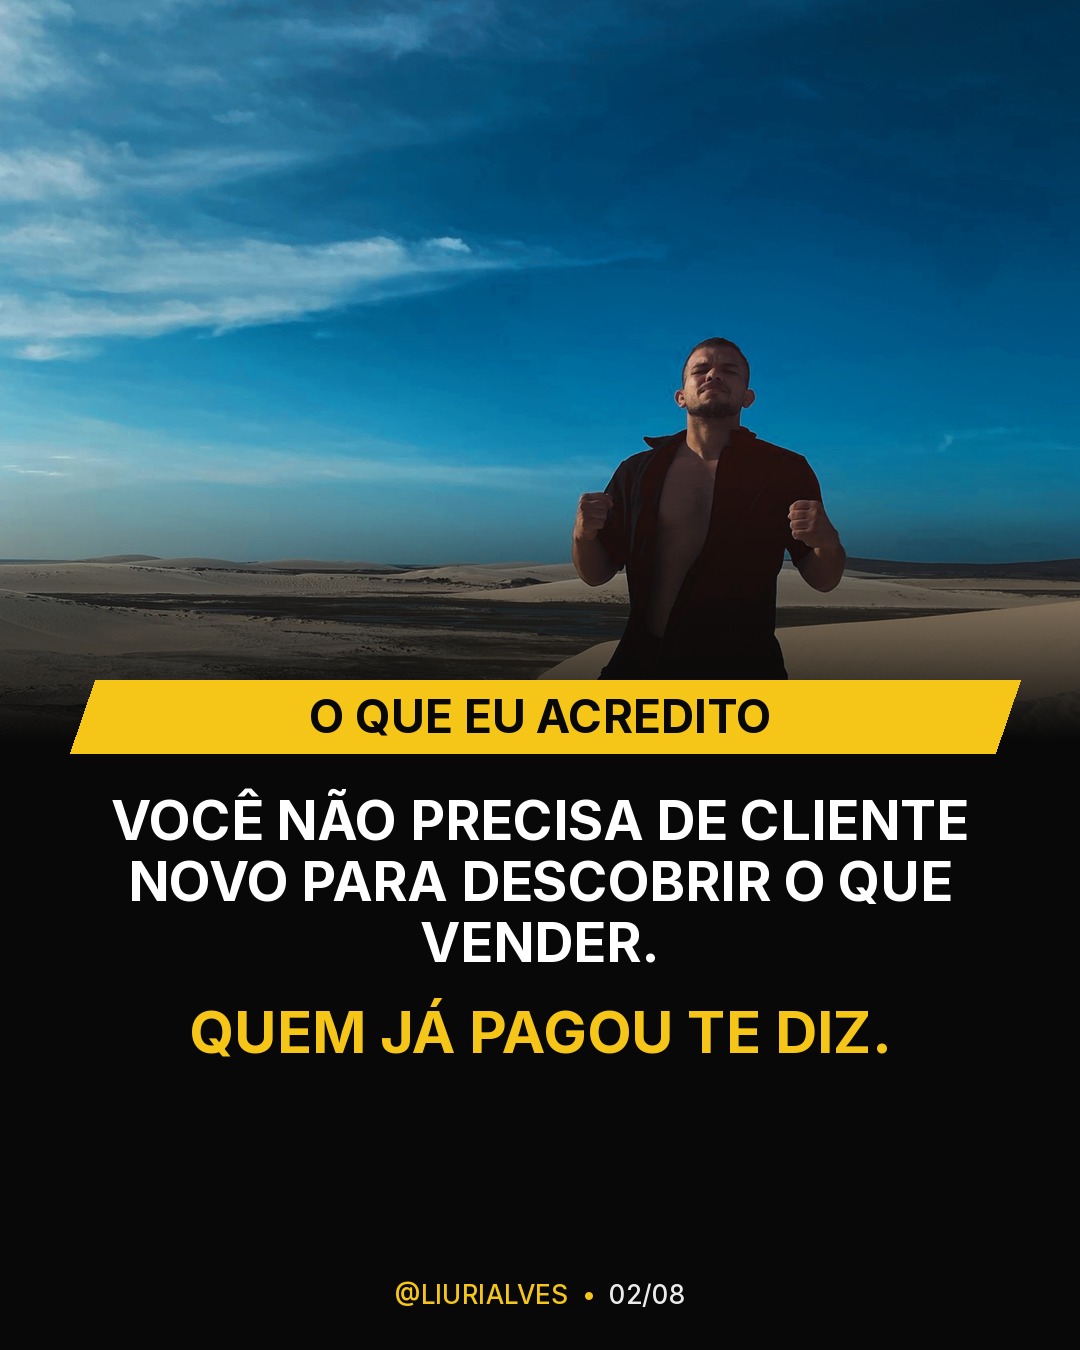 O QUE EU ACREDITO
VOCÊ NÃO PRECISA DE CLIENTE
NOVO PARA DESCOBRIR O QUE
VENDER.
QUEM JÁ PAGOU TE DIZ.
@LIURIALVES • 02/08